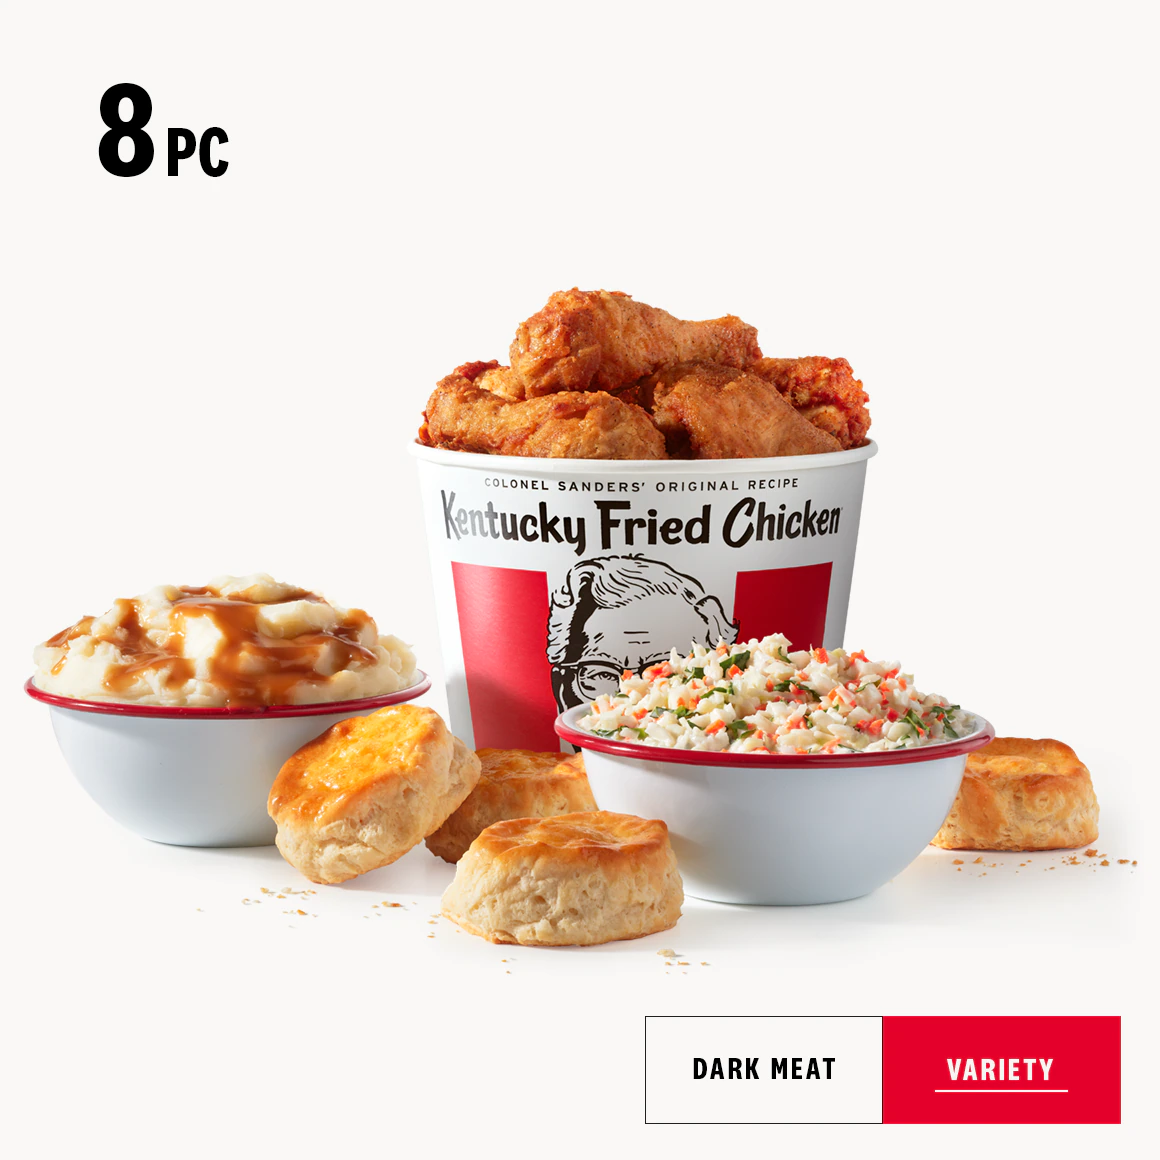 8 PC
COLONEL SANDERS' ORIGINAL RECIPE
Kentucky Fried Chicken
DARK MEAT
VARIETY